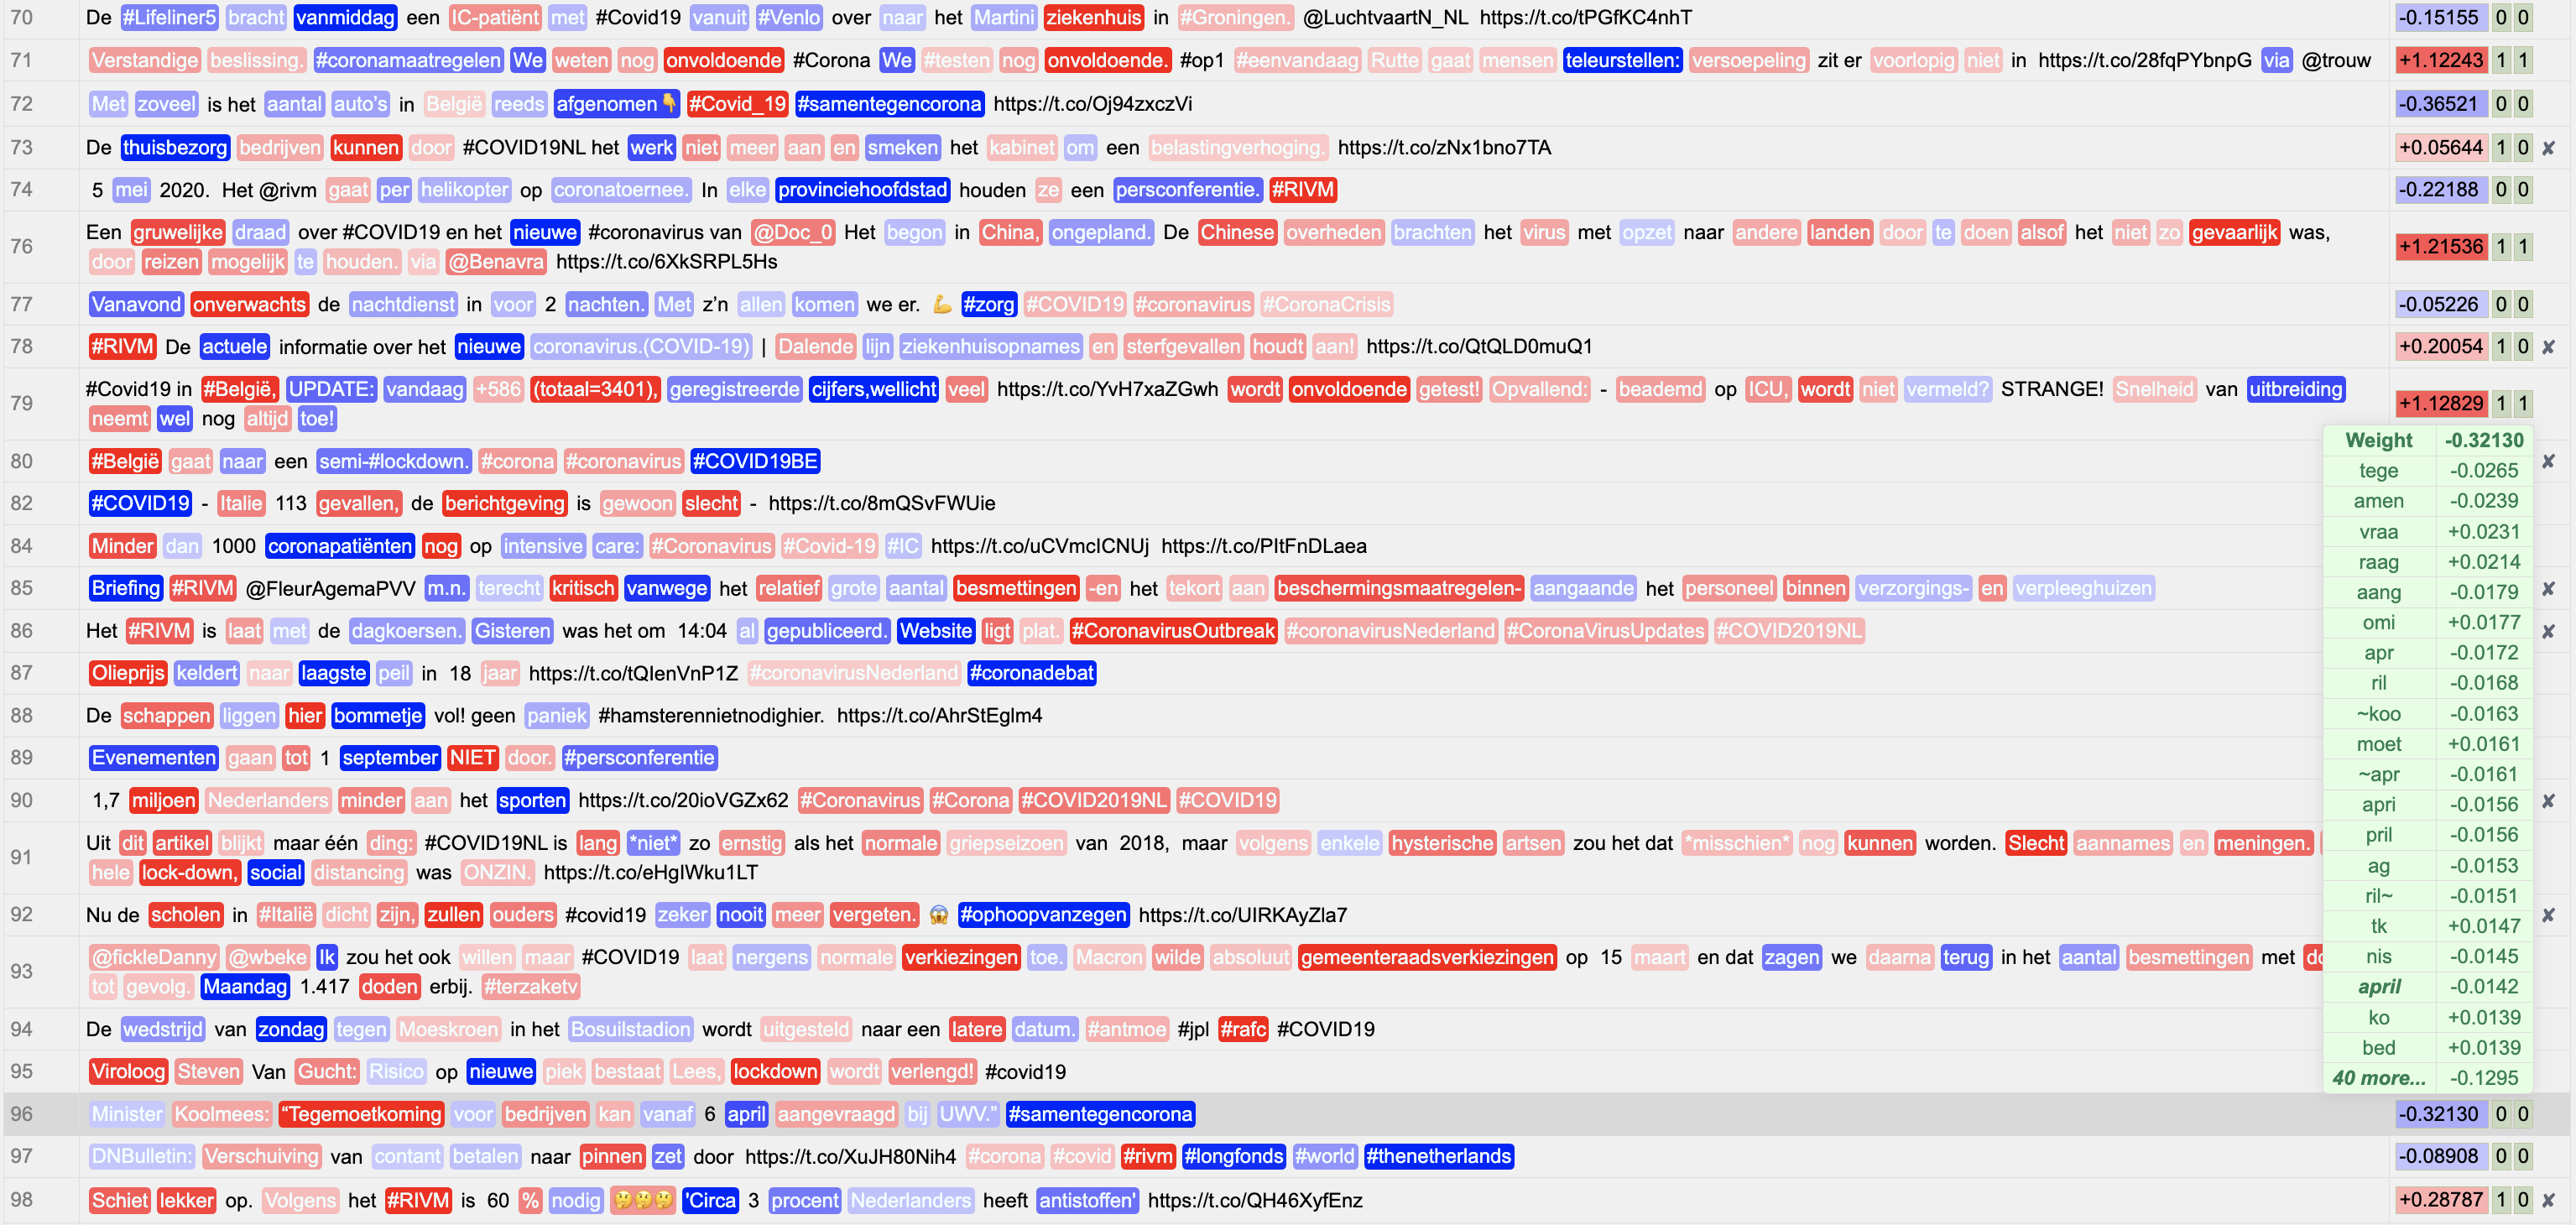 70 De #Lifeliner5 bracht vanmiddag een IC-patiënt met #Covid19 vanuit #Venlo over naar het Martini ziekenhuis in #Groningen. @LuchtvaartN_NL https://t.co/tPGfKC4nhT -0.15155 0 0
71 Verstandige beslissing. #coronamaatregelen We weten nog onvoldoende #Corona We #testen nog onvoldoende. #op1 #eenvandaag Rutte gaat mensen teleurstellen: versoepeling zit er voorlopig niet in https://t.co/28fqPYbnpG via @trouw +1.12243 1 1
72 Met zoveel is het aantal auto's in België reeds afgenomen👇 #Covid_19 #samentegencorona https://t.co/Oj94zxczVi -0.36521 0 0
73 De thuisbezorg bedrijven kunnen door #COVID19NL het werk niet meer aan en smeken het kabinet om een belastingverhoging. https://t.co/zNx1bno7TA +0.05644 1 0 ✘
74 5 mei 2020. Het @rivm gaat per helikopter op coronatoernee. In elke provinciehoofdstad houden ze een persconferentie. #RIVM -0.22188 0 0
76 Een gruwelijke draad over #COVID19 en het nieuwe #coronavirus van @Doc_0 Het begon in China, ongepland. De Chinese overheden brachten het virus met opzet naar andere landen door te doen alsof het niet zo gevaarlijk was,
door reizen mogelijk te houden. via @Benavra https://t.co/6XkSRPL5Hs +1.21536 1 1
77 Vanavond onverwachts de nachtdienst in voor 2 nachten. Met z'n allen komen we er. 💪 #zorg #COVID19 #coronavirus #CoronaCrisis -0.05226 0 0
78 #RIVM De actuele informatie over het nieuwe coronavirus.(COVID-19) | Dalende lijn ziekenhuisopnames en sterfgevallen houdt aan! https://t.co/QtQLD0muQ1 +0.20054 1 0 ✘
79 #Covid19 in #België, UPDATE: vandaag +586 (totaal=3401), geregistreerde cijfers,wellicht veel https://t.co/YvH7xaZGwh wordt onvoldoende getest! Opvallend: - beademd op ICU, wordt niet vermeld? STRANGE! Snelheid van uitbreiding
neemt wel nog altijd toe! +1.12829 1 1
80 #België gaat naar een semi-#lockdown. #corona #coronavirus #COVID19BE ✘
82 #COVID19 - Italie 113 gevallen, de berichtgeving is gewoon slecht - https://t.co/8mQSvFWUie
84 Minder dan 1000 coronapatiënten nog op intensive care: #Coronavirus #Covid-19 #IC https://t.co/uCVmcICNUj https://t.co/PItFnDLaea
85 Briefing #RIVM @FleurAgemaPVV m.n. terecht kritisch vanwege het relatief grote aantal besmettingen -en het tekort aan beschermingsmaatregelen- aangaande het personeel binnen verzorgings- en verpleeghuizen ✘
86 Het #RIVM is laat met de dagkoersen. Gisteren was het om 14:04 al gepubliceerd. Website ligt plat. #CoronavirusOutbreak #coronavirusNederland #CoronaVirusUpdates #COVID2019NL ✘
87 Olieprijs keldert naar laagste peil in 18 jaar https://t.co/tQIenVnP1Z #coronavirusNederland #coronadebat
88 De schappen liggen hier bommetje vol! geen paniek #hamsterennietnodighier. https://t.co/AhrStEglm4
89 Evenementen gaan tot 1 september NIET door. #persconferentie
90 1,7 miljoen Nederlanders minder aan het sporten https://t.co/20ioVGZx62 #Coronavirus #Corona #COVID2019NL #COVID19 ✘
91 Uit dit artikel blijkt maar één ding: #COVID19NL is lang *niet* zo ernstig als het normale griepseizoen van 2018, maar volgens enkele hysterische artsen zou het dat *misschien* nog kunnen worden. Slecht aannames en meningen.
hele lock-down, social distancing was ONZIN. https://t.co/eHgIWku1LT
92 Nu de scholen in #Italië dicht zijn, zullen ouders #covid19 zeker nooit meer vergeten. 😱 #ophoopvanzegen https://t.co/UIRKAyZla7 ✘
93 @fickleDanny @wbeke Ik zou het ook willen maar #COVID19 laat nergens normale verkiezingen toe. Macron wilde absoluut gemeenteraadsverkiezingen op 15 maart en dat zagen we daarna terug in het aantal besmettingen met
tot gevolg. Maandag 1.417 doden erbij. #terzaketv
94 De wedstrijd van zondag tegen Moeskroen in het Bosuilstadion wordt uitgesteld naar een latere datum. #antmoe #jpl #rafc #COVID19
95 Viroloog Steven Van Gucht: Risico op nieuwe piek bestaat Lees, lockdown wordt verlengd! #covid19
96 Minister Koolmees: “Tegemoetkoming voor bedrijven kan vanaf 6 april aangevraagd bij UWV.” #samentegencorona -0.32130 0 0
97 DNBulletin: Verschuiving van contant betalen naar pinnen zet door https://t.co/XuJH80Nih4 #corona #covid #rivm #longfonds #world #thenetherlands -0.08908 0 0
98 Schiet lekker op. Volgens het #RIVM is 60 % nodig 🤔🤔🤔 'Circa 3 procent Nederlanders heeft antistoffen' https://t.co/QH46XyfEnz +0.28787 1 0 ✘
Weight -0.32130
tege -0.0265
amen -0.0239
vraa +0.0231
raag +0.0214
aang -0.0179
omi +0.0177
apr -0.0172
ril -0.0168
~koo -0.0163
moet +0.0161
~apr -0.0161
apri -0.0156
pril -0.0156
ag -0.0153
ril~ -0.0151
tk +0.0147
nis -0.0145
april -0.0142
ko +0.0139
bed +0.0139
40 more... -0.1295